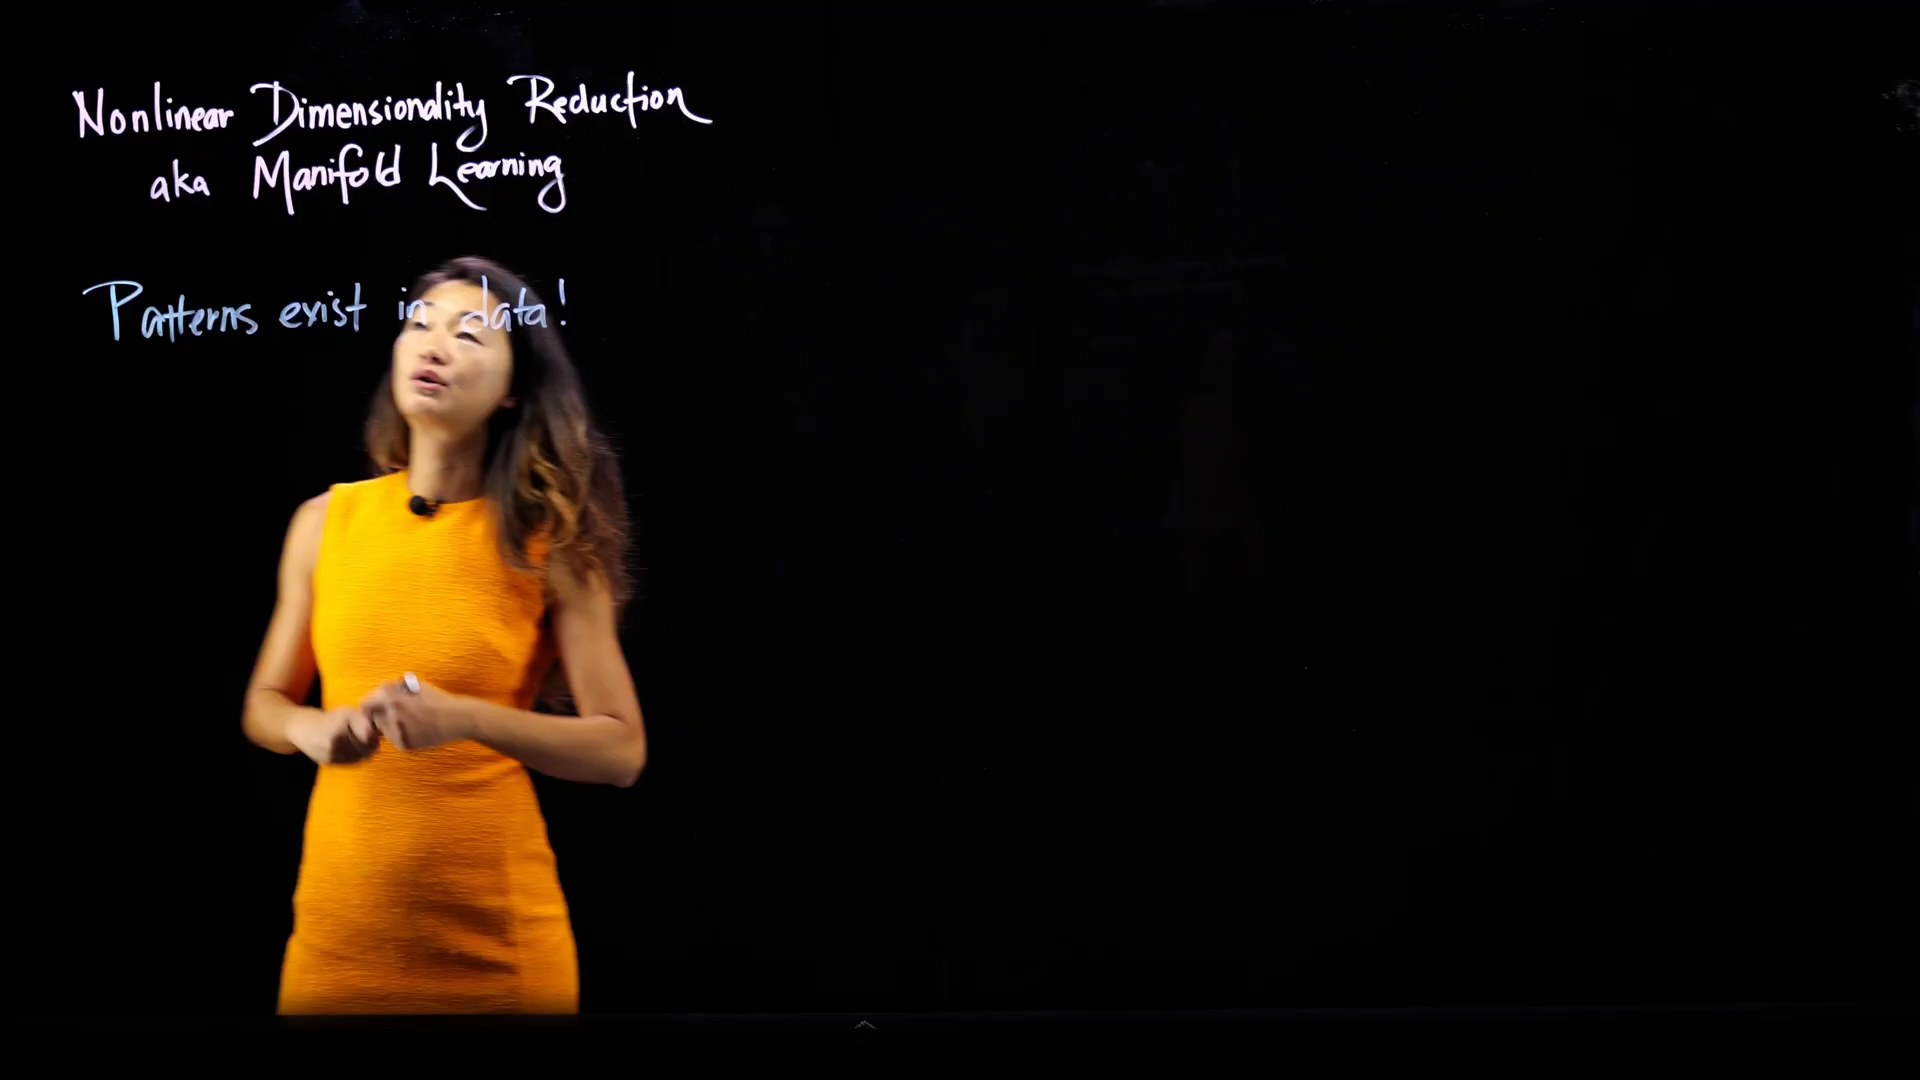 Nonlinear Dimensionality Reduction
aka Manifold Learning
Patterns exist in data!